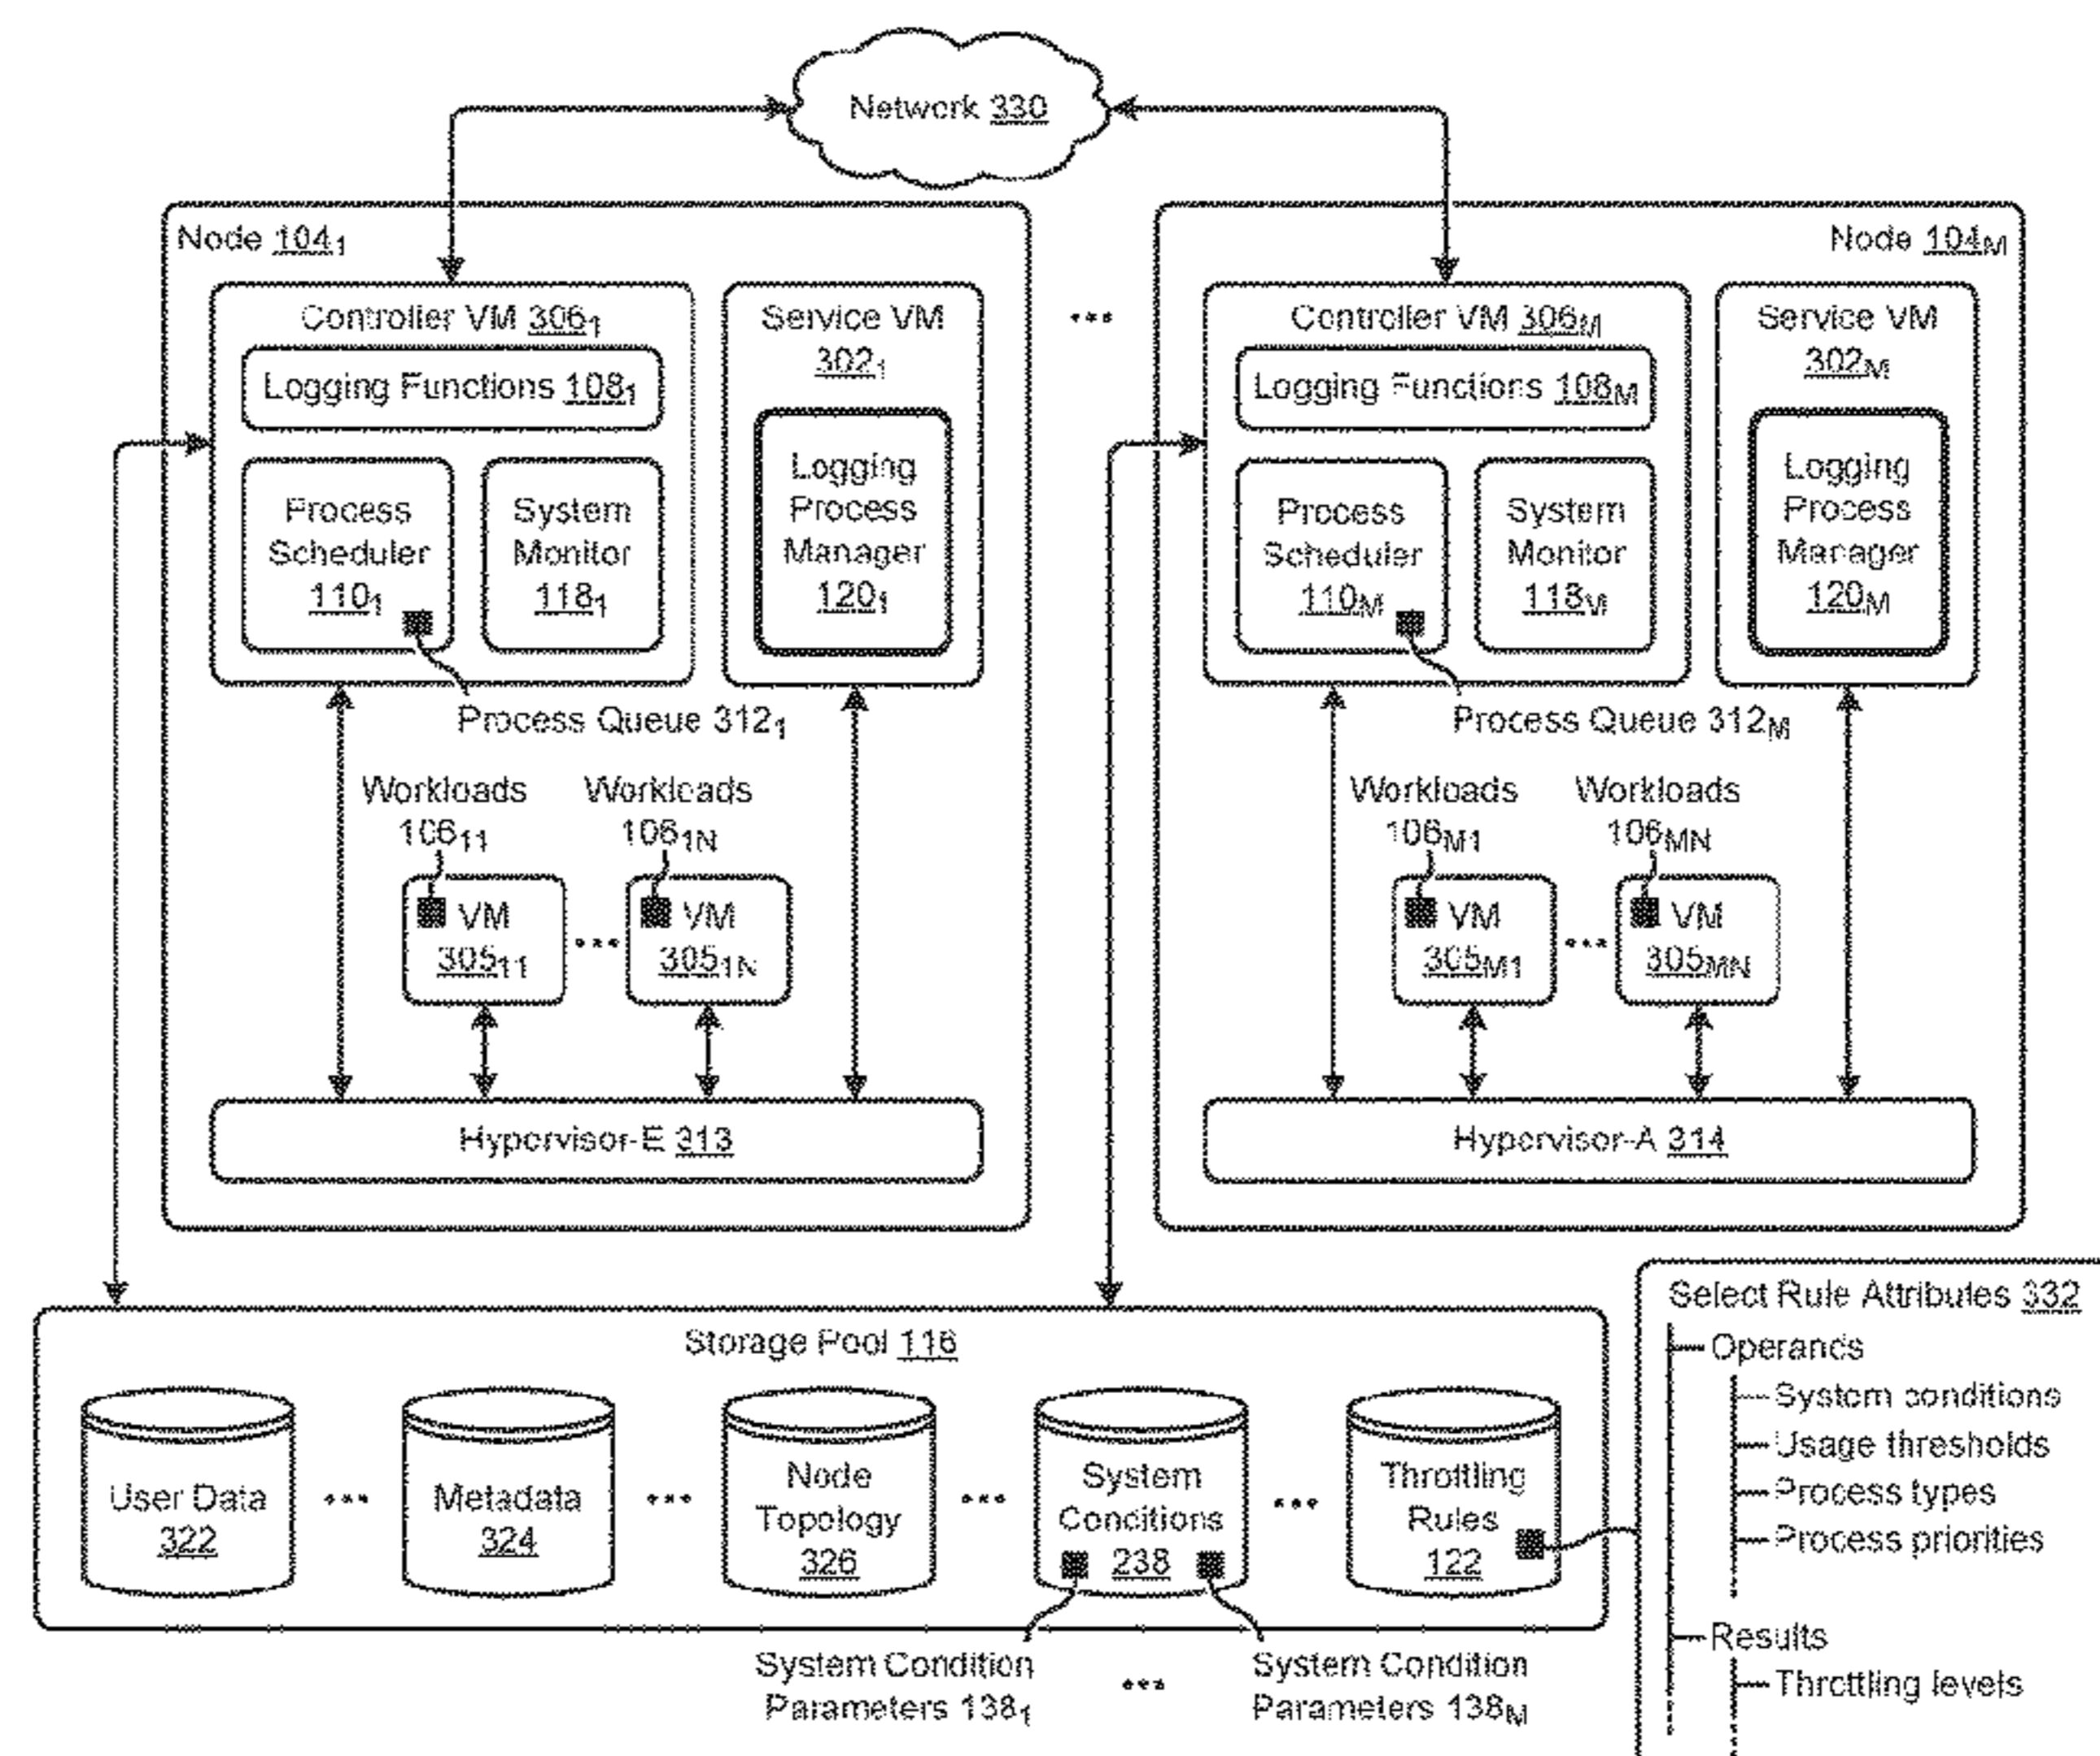 Network 330
Node 104₁
Controller VM 306₁
Logging Functions 108₁
Process
Scheduler
110₁
System
Monitor
118₁
Service VM
302₁
Logging
Process
Manager
120₁
Process Queue 312₁
Workloads
106₁₁
Workloads
106₁N
VM
305₁₁
...
VM
305₁N
Hypervisor-E 313
...
Node 104M
Controller VM 306M
Logging Functions 108M
Process
Scheduler
110M
System
Monitor
118M
Service VM
302M
Logging
Process
Manager
120M
Process Queue 312M
Workloads
106M1
Workloads
106MN
VM
305M1
...
VM
305MN
Hypervisor-A 314
Storage Pool 116
User Data
322
...
Metadata
324
...
Node
Topology
326
...
System
Conditions
238
...
Throttling
Rules
122
System Condition
Parameters 138₁
...
System Condition
Parameters 138M
Select Rule Attributes 332
Operands
System conditions
Usage thresholds
Process types
Process priorities
Results
Throttling levels